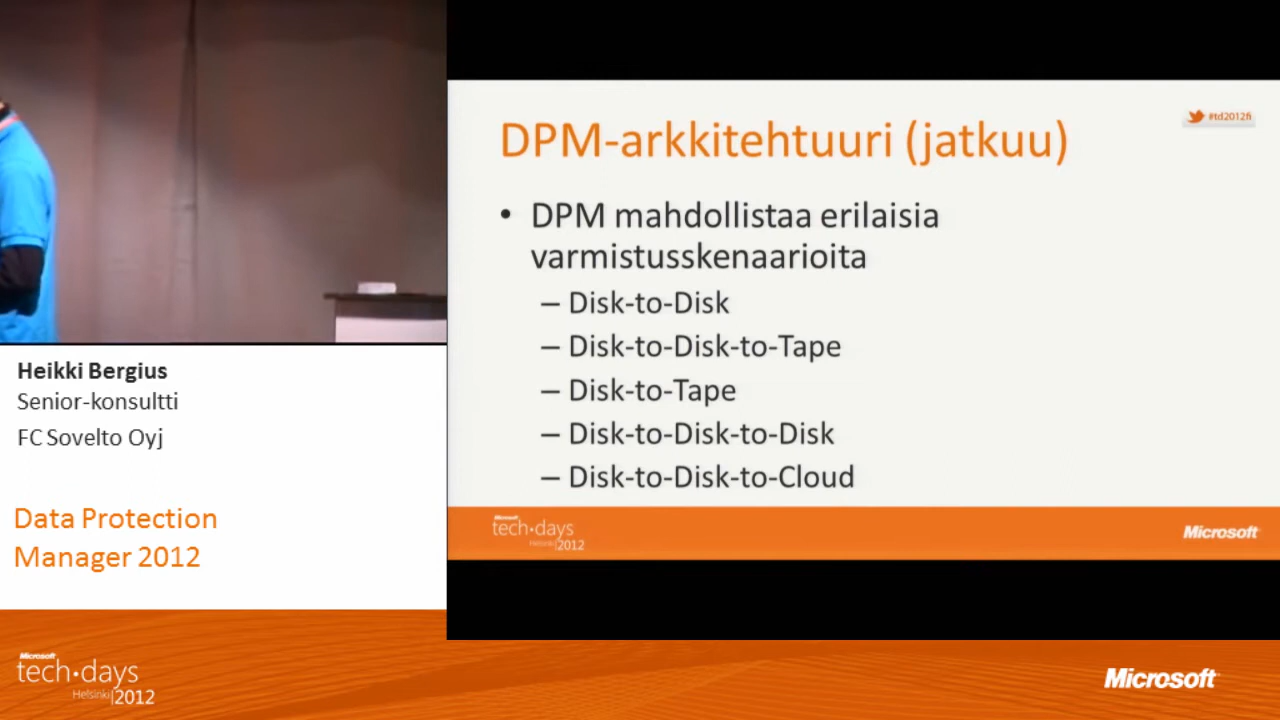 DPM-arkkitehtuuri (jatkuu)
#td2012fi
• DPM mahdollistaa erilaisia
varmistusskenaarioita
– Disk-to-Disk
– Disk-to-Disk-to-Tape
– Disk-to-Tape
– Disk-to-Disk-to-Disk
– Disk-to-Disk-to-Cloud
Microsoft
tech·days
Helsinki|2012
Microsoft
Heikki Bergius
Senior-konsultti
FC Sovelto Oyj
Data Protection
Manager 2012
Microsoft
tech·days
Helsinki|2012
Microsoft